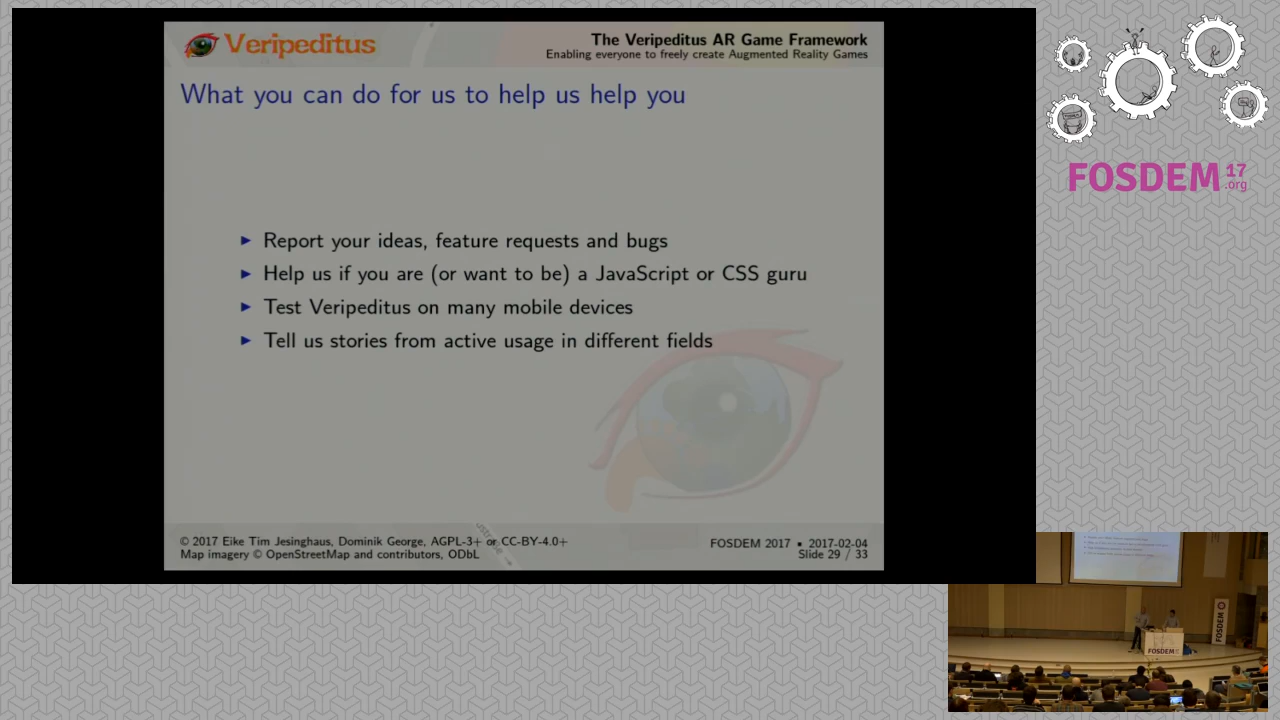 Veripeditus
The Veripeditus AR Game Framework
Enabling everyone to freely create Augmented Reality Games
What you can do for us to help us help you
Report your ideas, feature requests and bugs
Help us if you are (or want to be) a JavaScript or CSS guru
Test Veripeditus on many mobile devices
Tell us stories from active usage in different fields
© 2017 Eike Tim Jesinghaus, Dominik George, AGPL-3+ or CC-BY-4.0+
Map imagery © OpenStreetMap and contributors, ODbL
FOSDEM 2017 • 2017-02-04
Slide 29 / 33
FOSDEM 17
.org
FOSDEM
FOSDEM